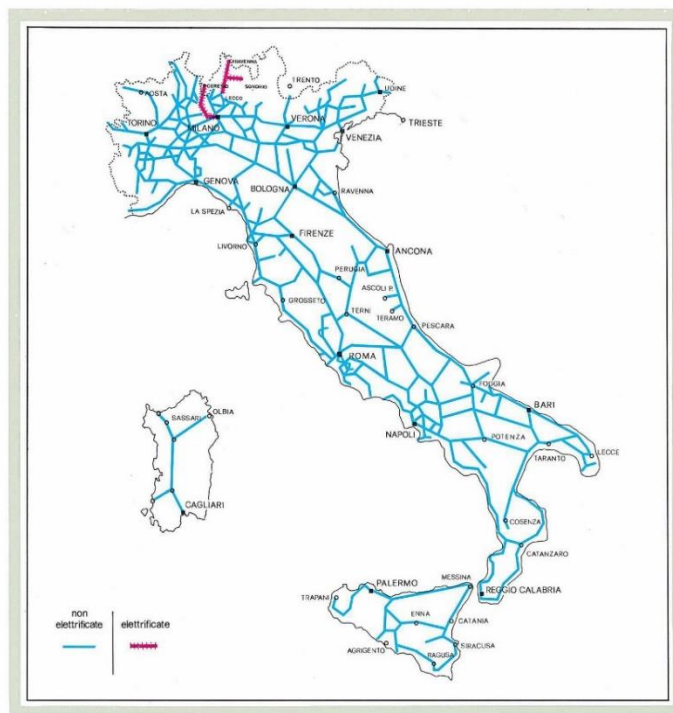 CHIAVENNA
TRENTO
UDINE
AOSTA
SONDRIO
CERESIO
LECCO
TORINO
MILANO
VERONA
TRIESTE
VENEZIA
GENOVA
BOLOGNA
RAVENNA
LA SPEZIA
FIRENZE
LIVORNO
ANCONA
PERUGIA
ASCOLI P.
GROSSETO
TERNI
TERAMO
PESCARA
ROMA
FOGGIA
BARI
OLBIA
SASSARI
NAPOLI
POTENZA
LECCE
TARANTO
CAGLIARI
COSENZA
CATANZARO
MESSINA
PALERMO
REGGIO CALABRIA
TRAPANI
ENNA
CATANIA
AGRIGENTO
SIRACUSA
RAGUSA
non
elettrificate
elettrificate